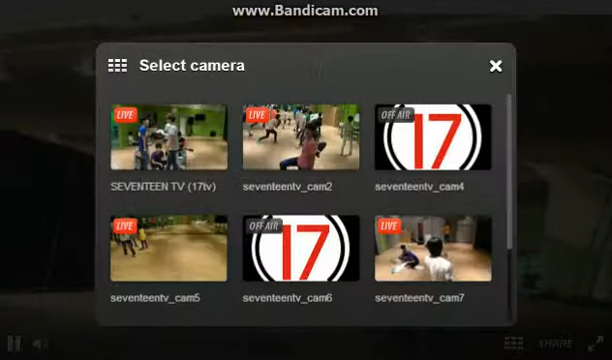 www.Bandicam.com
Select camera
LIVE
LIVE
OFF AIR
17
SEVENTEEN TV (17tv)
seventeentv_cam2
seventeentv_cam4
LIVE
OFF AIR
17
LIVE
seventeentv_cam5
seventeentv_cam6
seventeentv_cam7
SHARE